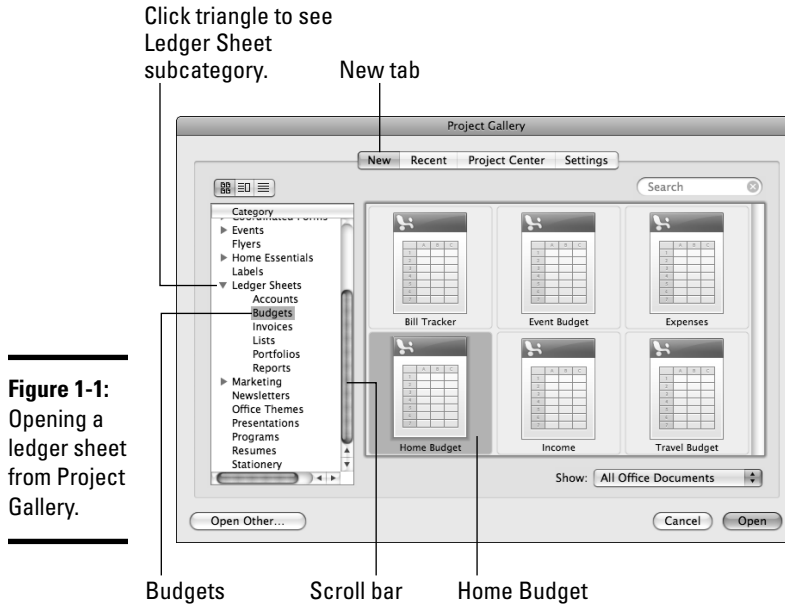 Click triangle to see
Ledger Sheet
subcategory.
New tab
Project Gallery
New Recent Project Center Settings
Search
Category
Coordinated Forms
Events
Flyers
Home Essentials
Labels
Ledger Sheets
Accounts
Budgets
Invoices
Lists
Portfolios
Reports
Marketing
Newsletters
Office Themes
Presentations
Programs
Resumes
Stationery
Bill Tracker
Event Budget
Expenses
Home Budget
Income
Travel Budget
Show: All Office Documents
Open Other...
Cancel
Open
Figure 1-1:
Opening a
ledger sheet
from Project
Gallery.
Budgets
Scroll bar
Home Budget